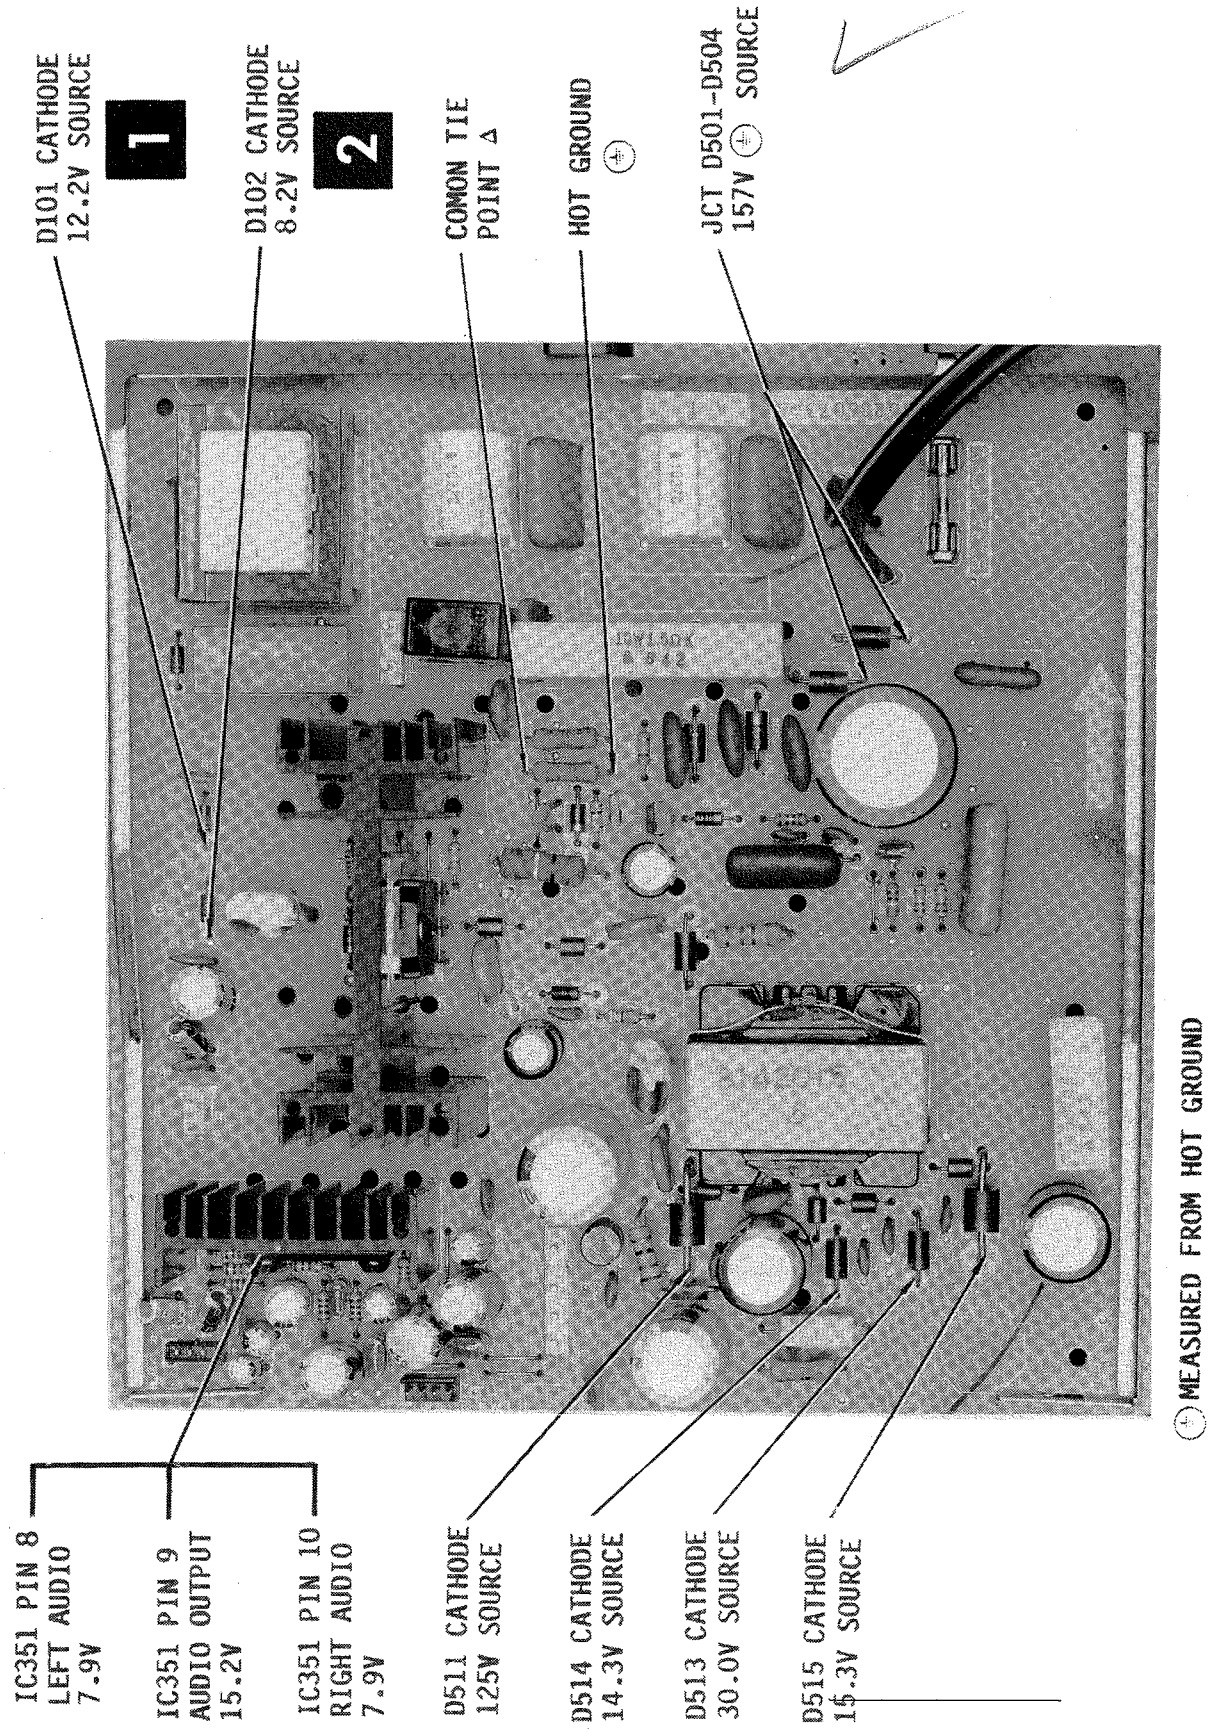 D101 CATHODE
12.2V SOURCE
1
D102 CATHODE
8.2V SOURCE
2
COMON TIE
POINT Δ
HOT GROUND
JCT D501-D504
157V ⏚ SOURCE
IC351 PIN 8
LEFT AUDIO
7.9V
IC351 PIN 9
AUDIO OUTPUT
15.2V
IC351 PIN 10
RIGHT AUDIO
7.9V
D511 CATHODE
125V SOURCE
D514 CATHODE
14.3V SOURCE
D513 CATHODE
30.0V SOURCE
D515 CATHODE
15.3V SOURCE
⏚ MEASURED FROM HOT GROUND